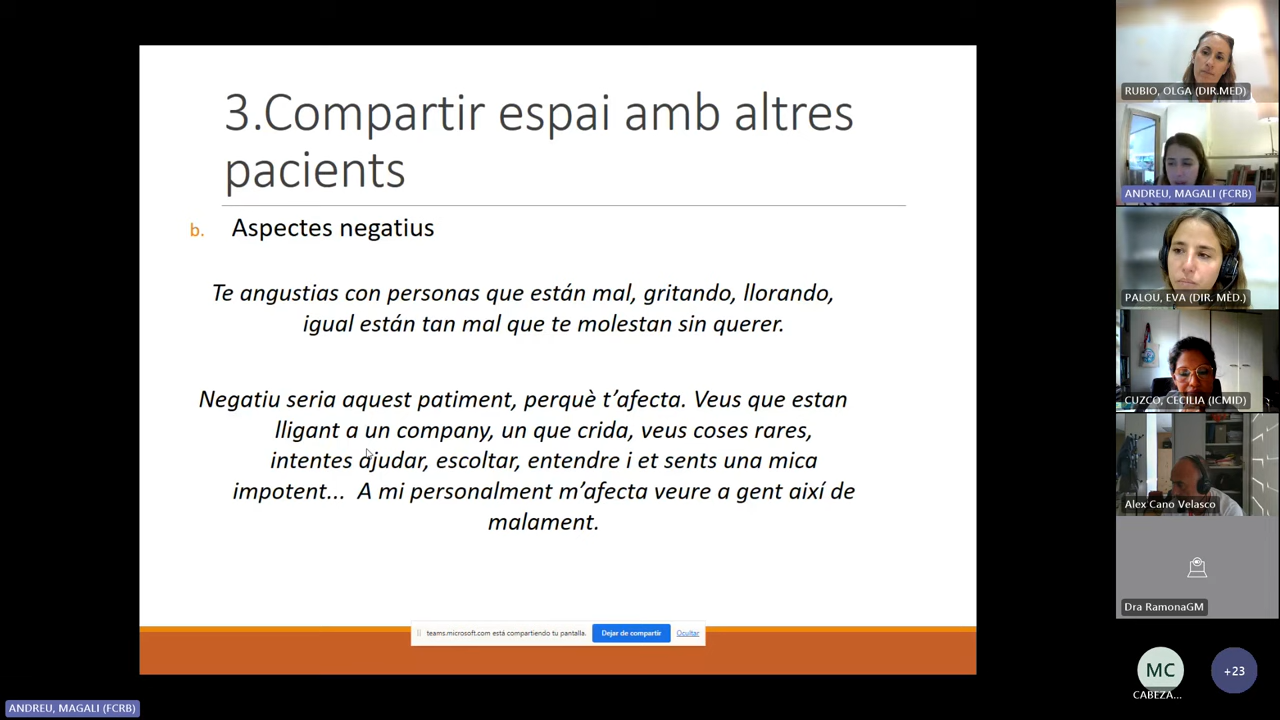 3.Compartir espai amb altres
pacients
b. Aspectes negatius
Te angustias con personas que están mal, gritando, llorando,
igual están tan mal que te molestan sin querer.
Negatiu seria aquest patiment, perquè t’afecta. Veus que estan
lligant a un company, un que crida, veus coses rares,
intentes ajudar, escoltar, entendre i et sents una mica
impotent... A mi personalment m’afecta veure a gent així de
malament.
teams.microsoft.com está compartiendo tu pantalla. Dejar de compartir Ocultar
RUBIO, OLGA (DIR.MED)
ANDREU, MAGALI (FCRB)
PALOU, EVA (DIR. MÈD.)
CUZCO, CECILIA (ICMID)
Alex Cano Velasco
Dra RamonaGM
MC
CABEZA...
+23
ANDREU, MAGALI (FCRB)